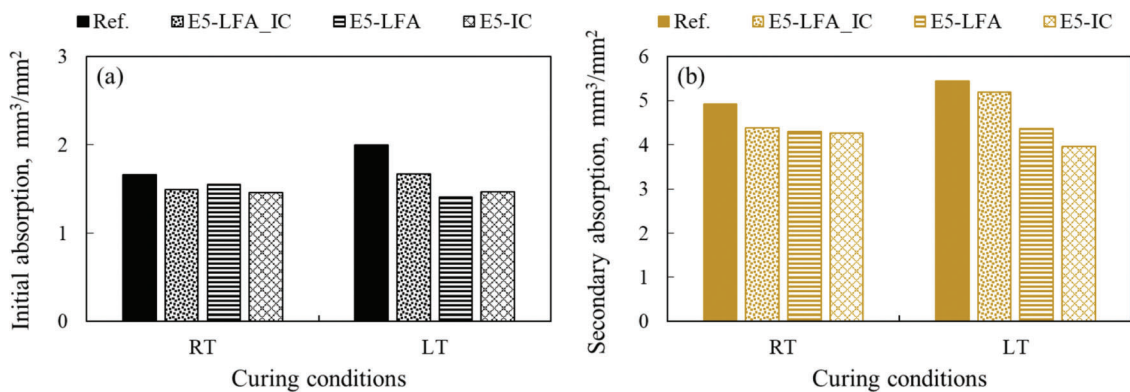 Ref. E5-LFA_IC E5-LFA E5-IC
(a)
Initial absorption, mm³/mm²
3
2
1
0
RT LT
Curing conditions
Ref. E5-LFA_IC E5-LFA E5-IC
(b)
Secondary absorption, mm³/mm²
6
5
4
3
2
1
0
RT LT
Curing conditions